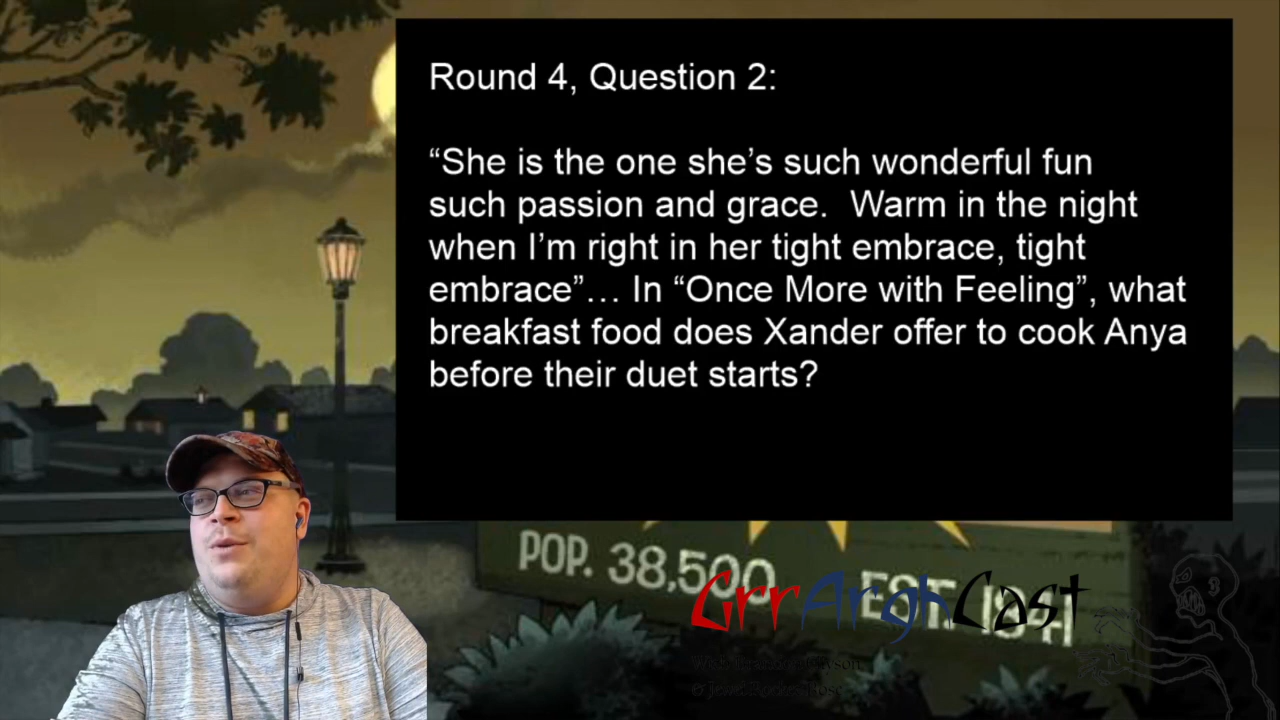 Round 4, Question 2:
“She is the one she’s such wonderful fun
such passion and grace.  Warm in the night
when I’m right in her tight embrace, tight
embrace”… In “Once More with Feeling”, what
breakfast food does Xander offer to cook Anya
before their duet starts?
POP. 38,500
EST.
GrrArghCast
With